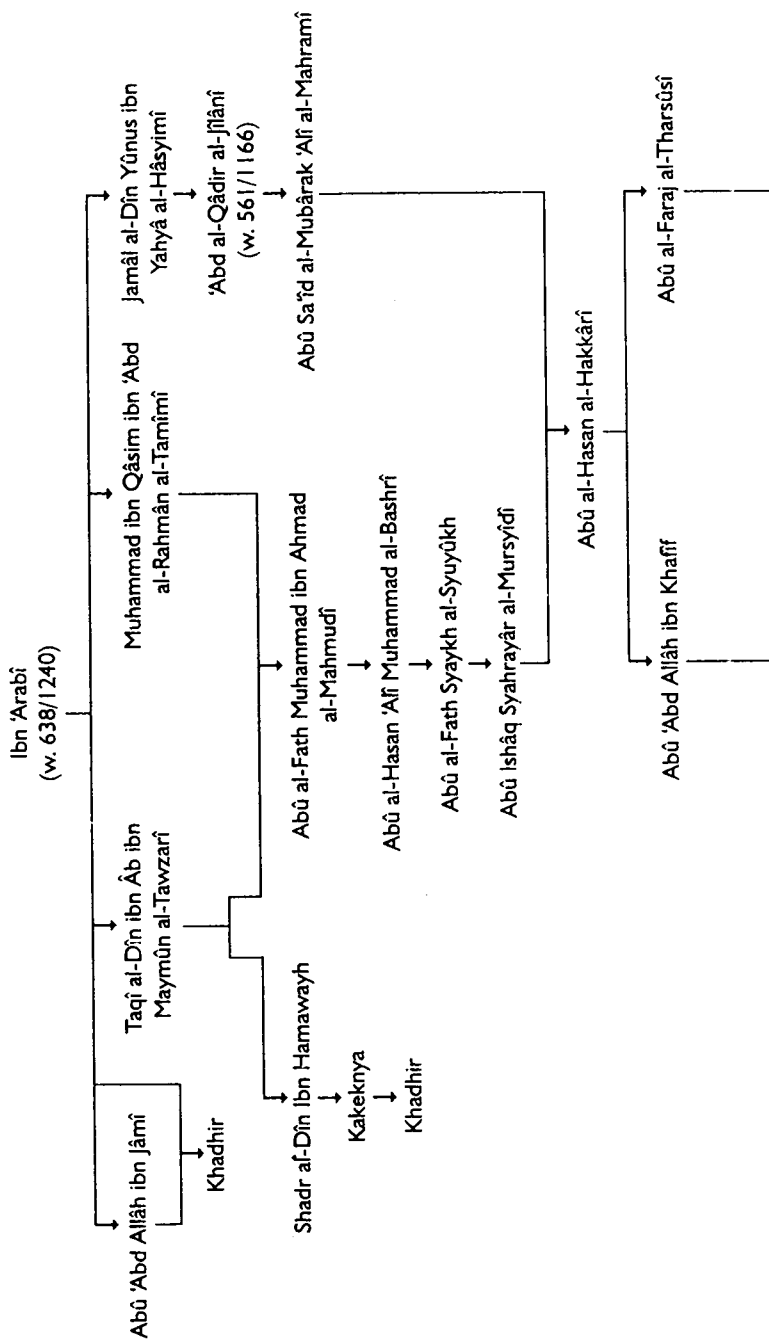 Ibn 'Arabî
(w. 638/1240)
Abû 'Abd Allâh ibn Jâmî
Khadhir
Taqî al-Dîn ibn Âb ibn
Maymûn al-Tawzarî
Muhammad ibn Qâsim ibn 'Abd
al-Rahmân al-Tamîmî
Jamâl al-Dîn Yûnus ibn
Yahyâ al-Hâsyimî
'Abd al-Qâdir al-Jîlânî
(w. 561/1166)
Abû Sa'îd al-Mubârak 'Alî al-Mahramî
Shadr al-Dîn Ibn Hamawayh
Kakeknya
Khadhir
Abû al-Fath Muhammad ibn Ahmad
al-Mahmudî
Abû al-Hasan 'Alî Muhammad al-Bashrî
Abû al-Fath Syaykh al-Syuyûkh
Abû Ishâq Syahrayâr al-Mursyîdî
Abû al-Hasan al-Hakkârî
Abû 'Abd Allâh ibn Khafîf
Abû al-Faraj al-Tharsûsî